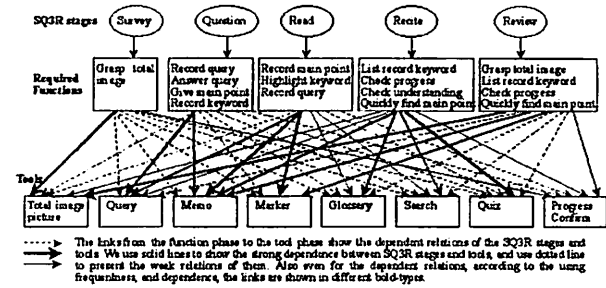 SQ3R stages
Survey
Question
Read
Recite
Review
Required
Functions
Grasp total
image
Record query
Answer query
Give main point
Record keyword
Record main point
Highlight keyword
Record query
List record keyword
Check progress
Check understanding
Quickly find main point
Grasp total image
List record keyword
Check progress
Quickly find main point
Tools
Total image
picture
Query
Memo
Marker
Glossery
Search
Quiz
Progress
Confirm
The links from the function phase to the tool phase show the dependent relations of the SQ3R stages and
tools. We use solid lines to show the strong dependence between SQ3R stages and tools, and use dotted line
to present the weak relations of them. Also even for the dependent relations, according to the using
frequentness, and dependence, the links are shown in different bold-types.